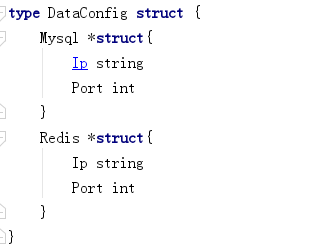 type DataConfig struct {
Mysql *struct{
Ip string
Port int
}
Redis *struct{
Ip string
Port int
}
}